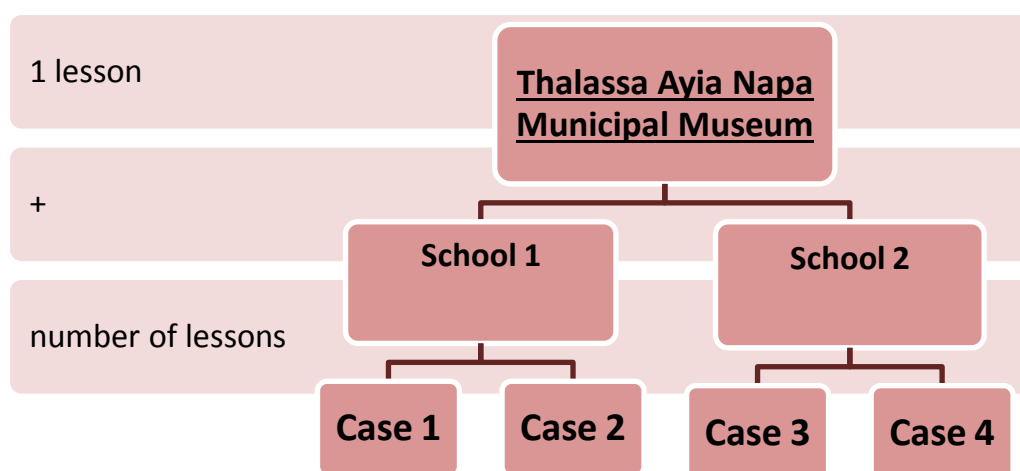 1 lesson
Thalassa Ayia Napa
Municipal Museum
+
School 1
School 2
number of lessons
Case 1
Case 2
Case 3
Case 4